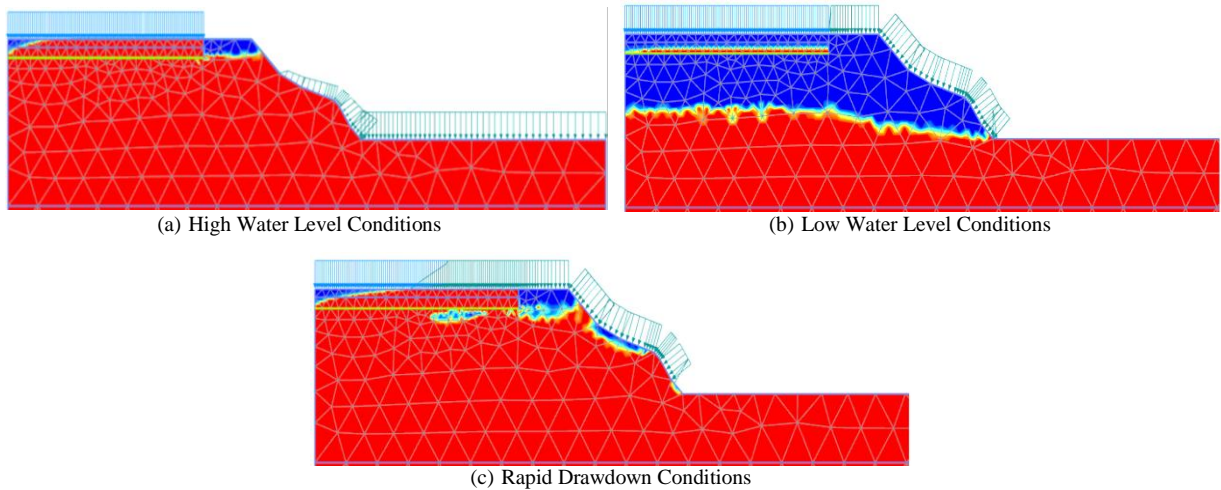 (a) High Water Level Conditions
(b) Low Water Level Conditions
(c) Rapid Drawdown Conditions